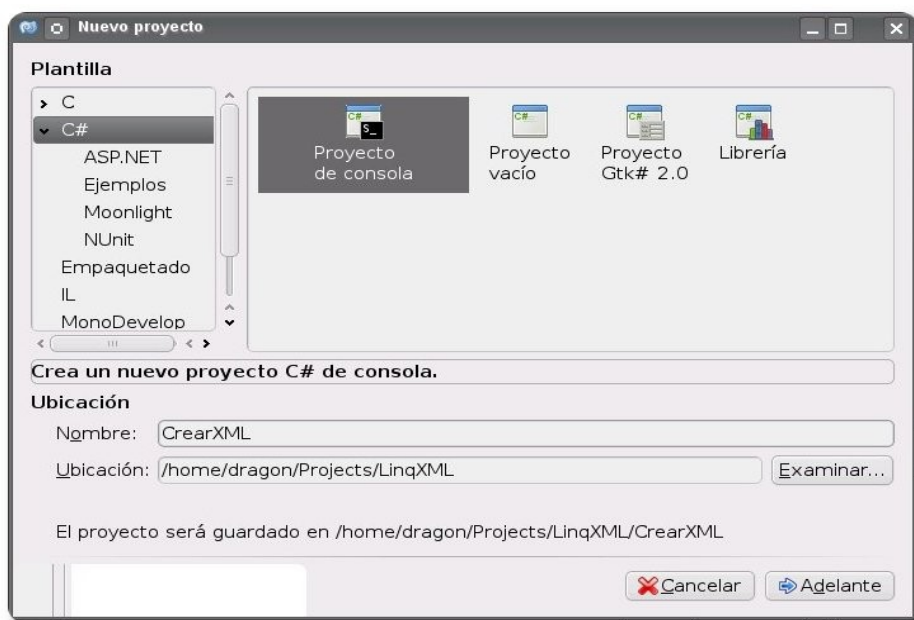 Nuevo proyecto
Plantilla
C
C#
ASP.NET
Ejemplos
Moonlight
NUnit
Empaquetado
IL
MonoDevelop
Proyecto
de consola
Proyecto
vacío
Proyecto
Gtk# 2.0
Librería
Crea un nuevo proyecto C# de consola.
Ubicación
Nombre: CrearXML
Ubicación: /home/dragon/Projects/LinqXML Examinar...
El proyecto será guardado en /home/dragon/Projects/LinqXML/CrearXML
Cancelar Adelante